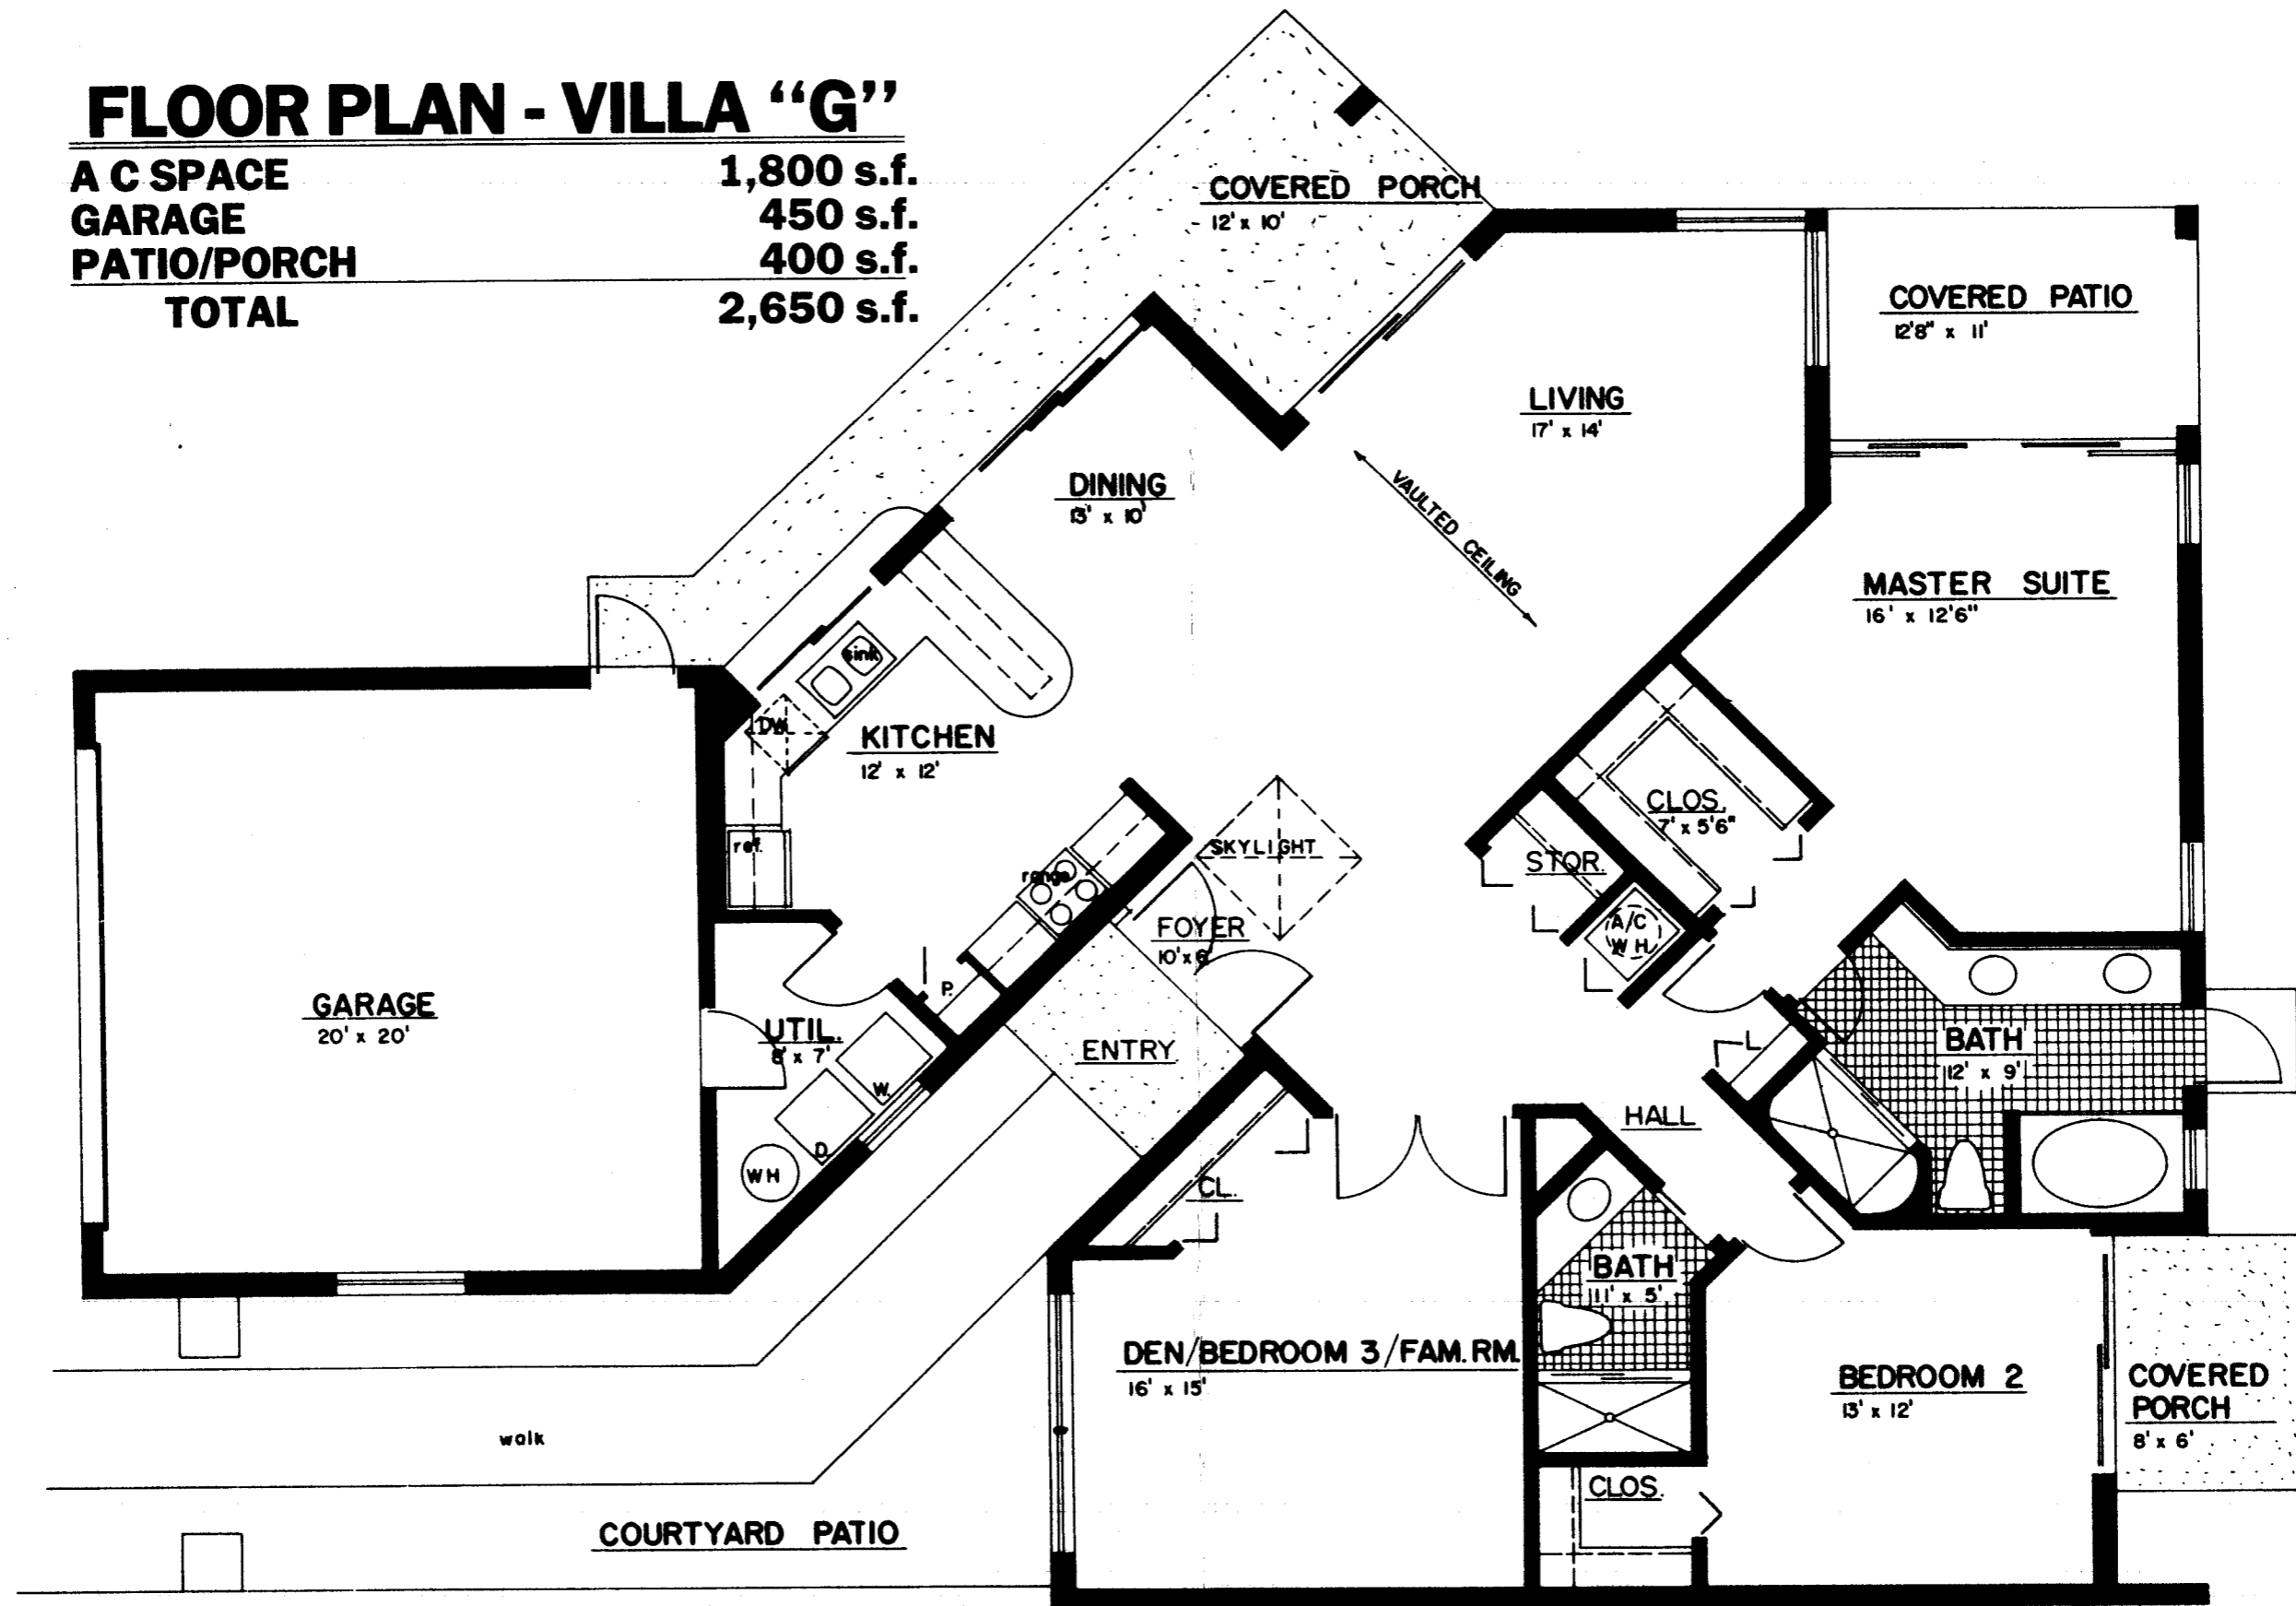 FLOOR PLAN - VILLA “G”
A C SPACE 1,800 s.f.
GARAGE 450 s.f.
PATIO/PORCH 400 s.f.
TOTAL 2,650 s.f.
COVERED PORCH
12' x 10'
COVERED PATIO
12'8" x 11'
LIVING
17' x 14'
VAULTED CEILING
DINING
13' x 10'
MASTER SUITE
16' x 12'6"
sink
D.W.
KITCHEN
12' x 12'
ref.
range
SKYLIGHT
CLOS.
7' x 5'6"
STOR.
A/C
W H
FOYER
10' x 6'
P.
GARAGE
20' x 20'
UTIL.
8' x 7'
W.
D.
WH
ENTRY
L.
BATH
12' x 9'
HALL
CL.
BATH
11' x 5'
DEN/BEDROOM 3/FAM. RM.
16' x 15'
BEDROOM 2
13' x 12'
COVERED
PORCH
8' x 6'
CLOS.
walk
COURTYARD PATIO